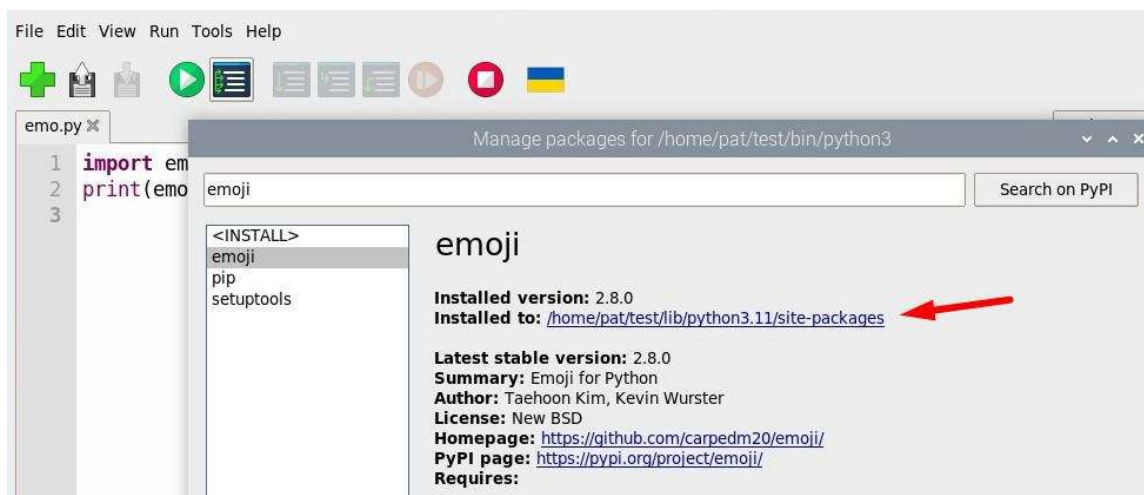 File Edit View Run Tools Help
emo.py
Manage packages for /home/pat/test/bin/python3
1 import em
2 print(emo
3
emoji
Search on PyPI
<INSTALL>
emoji
pip
setuptools
emoji
Installed version: 2.8.0
Installed to: /home/pat/test/lib/python3.11/site-packages
Latest stable version: 2.8.0
Summary: Emoji for Python
Author: Taehoon Kim, Kevin Wurster
License: New BSD
Homepage: https://github.com/carpedm20/emoji/
PyPI page: https://pypi.org/project/emoji/
Requires: